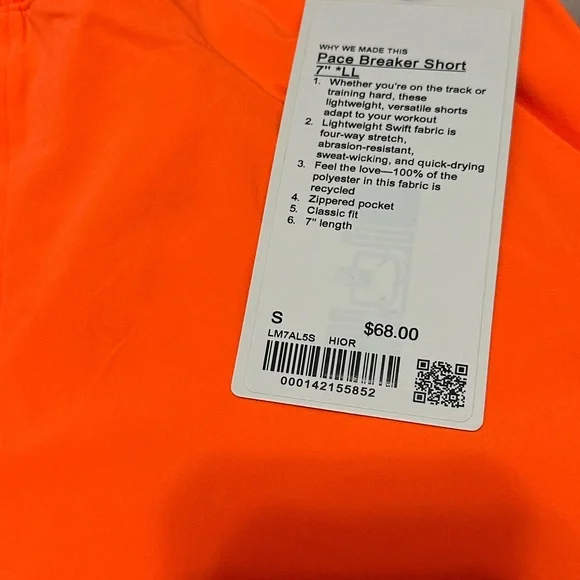 WHY WE MADE THIS
Pace Breaker Short
7" *LL
1. Whether you're on the track or
training hard, these
lightweight, versatile shorts
adapt to your workout
2. Lightweight Swift fabric is
four-way stretch,
abrasion-resistant,
sweat-wicking, and quick-drying
3. Feel the love—100% of the
polyester in this fabric is
recycled
4. Zippered pocket
5. Classic fit
6. 7" length
S $68.00
LM7AL5S HIOR
000142155852